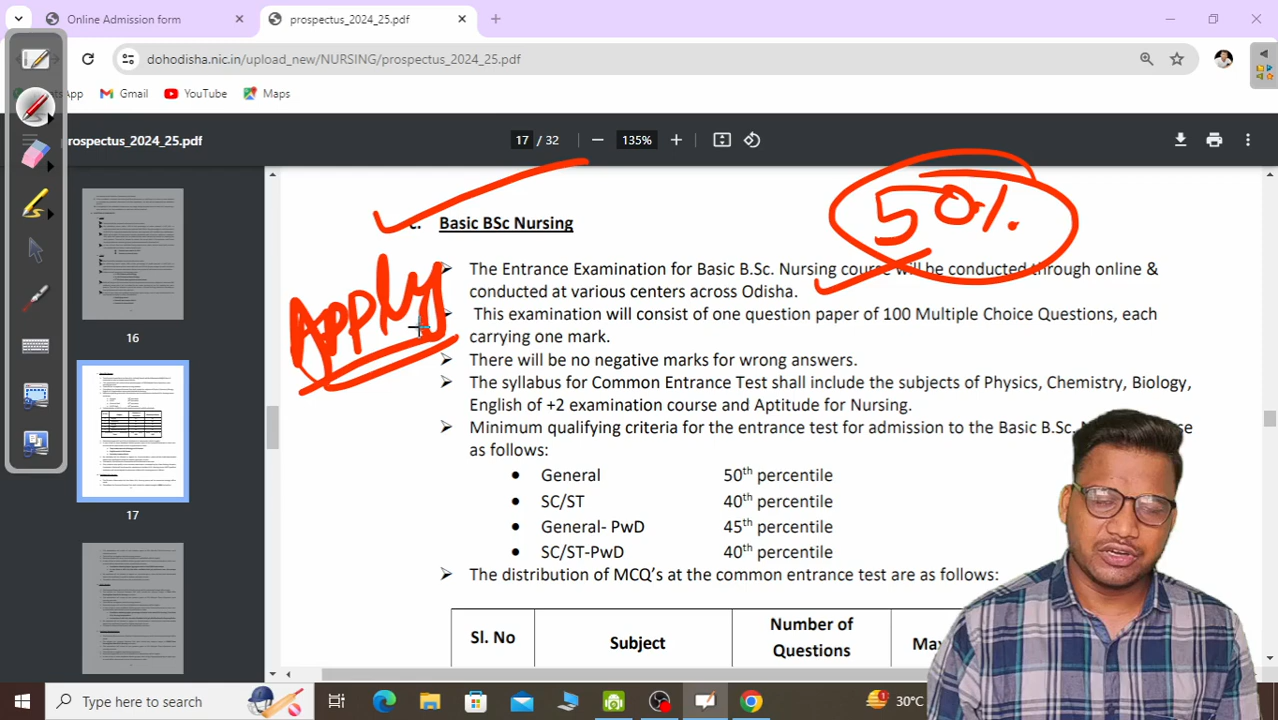 Online Admission form
prospectus_2024_25.pdf
dohodisha.nic.in/upload_new/NURSING/prospectus_2024_25.pdf
App Gmail YouTube Maps
rospectus_2024_25.pdf 17 / 32 135%
50%
Basic BSc Nursing
Apply
The Entrance Examination for Basic B.Sc. Nursing course will be conducted through online &
conducted at various centers across Odisha.
This examination will consist of one question paper of 100 Multiple Choice Questions, each
carrying one mark.
There will be no negative marks for wrong answers.
The syllabus for Common Entrance Test shall include the subjects of Physics, Chemistry, Biology,
English of +2 examination course and Aptitude for Nursing.
Minimum qualifying criteria for the entrance test for admission to the Basic B.Sc.
as follows:
General 50th percentile
SC/ST 40th percentile
General- PwD 45th percentile
SC/ST-PwD 40th percentile
The distribution of MCQ's at the common entrance test are as follows:
Sl. No Subject Number of
Questions
16
17
Type here to search
30°C